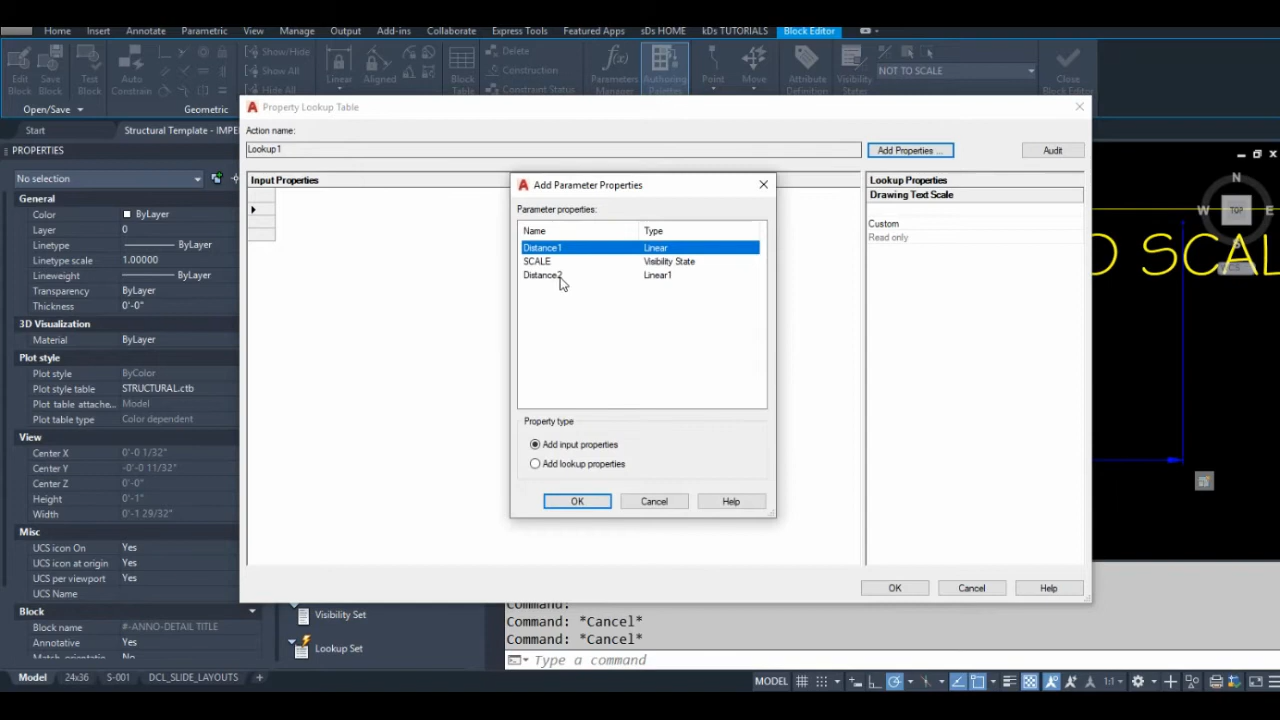 Home Insert Annotate Parametric View Manage Output Add-ins Collaborate Express Tools Featured Apps sDs HOME kDs TUTORIALS Block Editor
Edit Block
Save Block
Test Block
Auto Constrain
Show/Hide
Show All
Hide All
Linear
Aligned
Block Table
Delete
Construction
Constraint Status
Parameters Manager
Authoring Palettes
Point
Move
Attribute Definition
Visibility States
NOT TO SCALE
Close Block Editor
Open/Save
Geometric
Start
Structural Template - IMPE
PROPERTIES
No selection
General
Color ByLayer
Layer 0
Linetype ByLayer
Linetype scale 1.00000
Lineweight ByLayer
Transparency ByLayer
Thickness 0'-0"
3D Visualization
Material ByLayer
Plot style
Plot style ByColor
Plot style table STRUCTURAL.ctb
Plot table attache... Model
Plot table type Color dependent
View
Center X 0'-0 1/32"
Center Y -0'-0 11/32"
Center Z 0'-0"
Height 0'-1"
Width 0'-1 29/32"
Misc
UCS icon On Yes
UCS icon at origin Yes
UCS per viewport Yes
UCS Name
Block
Block name #-ANNO-DETAIL TITLE
Annotative Yes
Match orientatio... No
Property Lookup Table
Action name:
Lookup1
Add Properties ...
Audit
Input Properties
Lookup Properties
Drawing Text Scale
Custom
Read only
Add Parameter Properties
Parameter properties:
Name Type
Distance1 Linear
SCALE Visibility State
Distance2 Linear1
Property type
Add input properties
Add lookup properties
OK Cancel Help
OK Cancel Help
N
W TOP
WCS
O SCAL
Visibility Set
Lookup Set
Command:
Command: *Cancel*
Command: *Cancel*
Type a command
Model 24x36 S-001 DCL_SLIDE_LAYOUTS +
MODEL
1:1